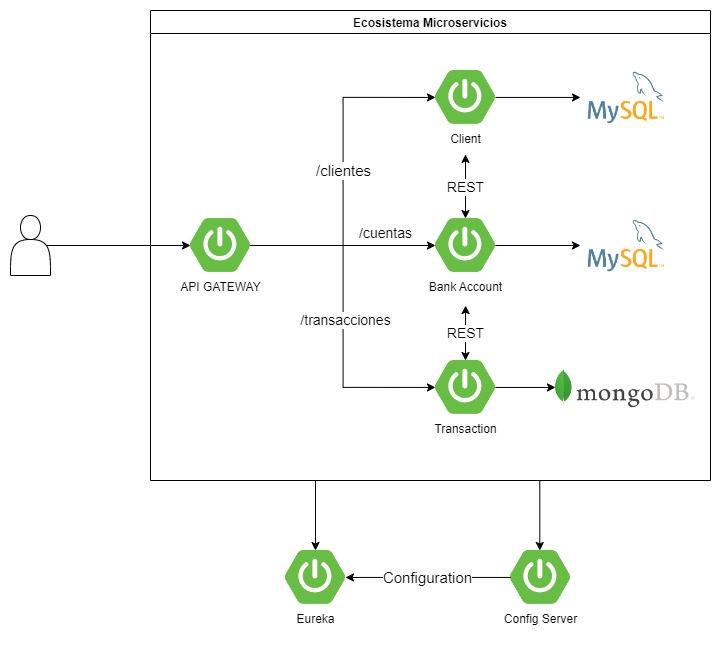 Ecosistema Microservicios
Client
MySQL
/clientes
REST
/cuentas
API GATEWAY
Bank Account
MySQL
/transacciones
REST
mongoDB
Transaction
Configuration
Eureka
Config Server